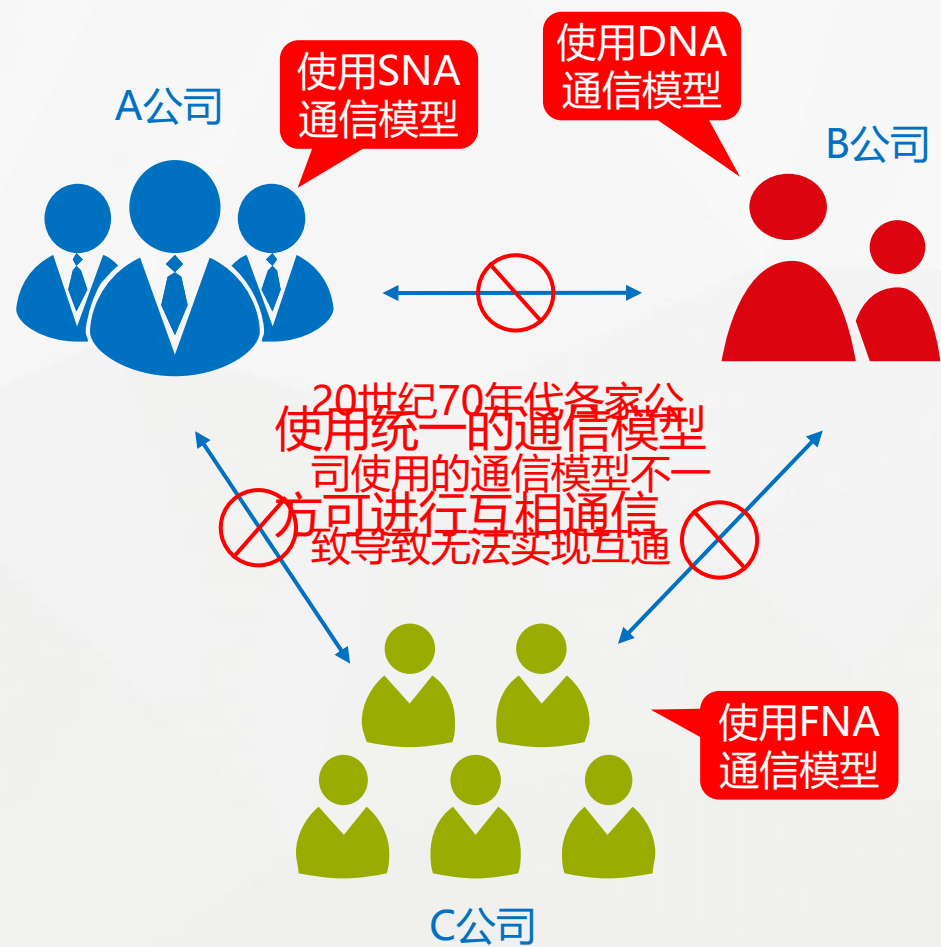 使用SNA
通信模型
使用DNA
通信模型
A公司
B公司
20世纪70年代各家公
司使用的通信模型不一
致导致无法实现互通
使用统一的通信模型
方可进行互相通信
使用FNA
通信模型
C公司